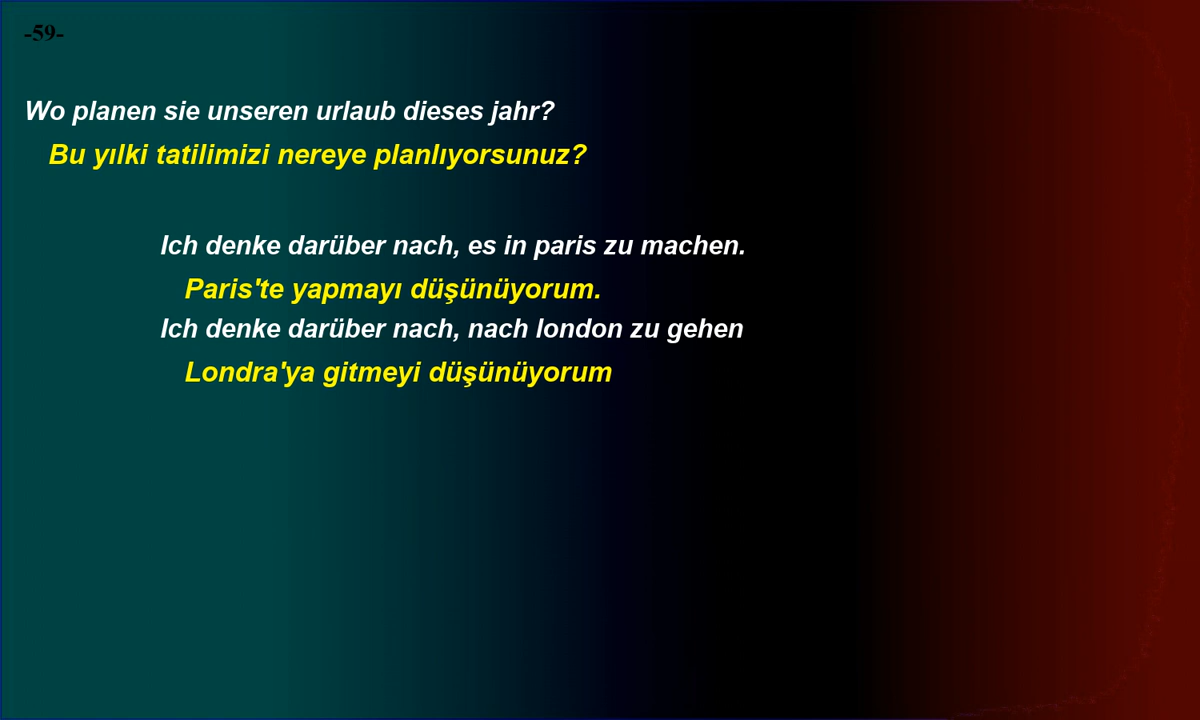 -59-
Wo planen sie unseren urlaub dieses jahr?
Bu yılki tatilimizi nereye planlıyorsunuz?
Ich denke darüber nach, es in paris zu machen.
Paris'te yapmayı düşünüyorum.
Ich denke darüber nach, nach london zu gehen
Londra'ya gitmeyi düşünüyorum